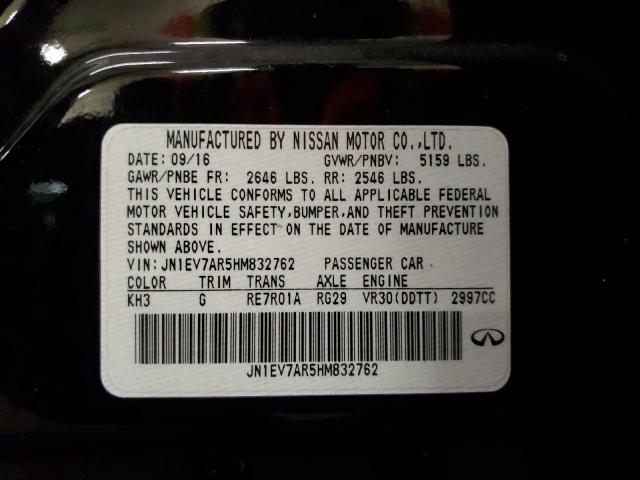 MANUFACTURED BY NISSAN MOTOR CO.,LTD.
DATE: 09/16 GVWR/PNBV: 5159 LBS.
GAWR/PNBE FR: 2646 LBS. RR: 2546 LBS.
THIS VEHICLE CONFORMS TO ALL APPLICABLE FEDERAL
MOTOR VEHICLE SAFETY,BUMPER,AND THEFT PREVENTION
STANDARDS IN EFFECT ON THE DATE OF MANUFACTURE
SHOWN ABOVE.
VIN: JN1EV7AR5HM832762 PASSENGER CAR
COLOR TRIM TRANS AXLE ENGINE
KH3 G RE7R01A RG29 VR30(DDTT) 2997CC
JN1EV7AR5HM832762